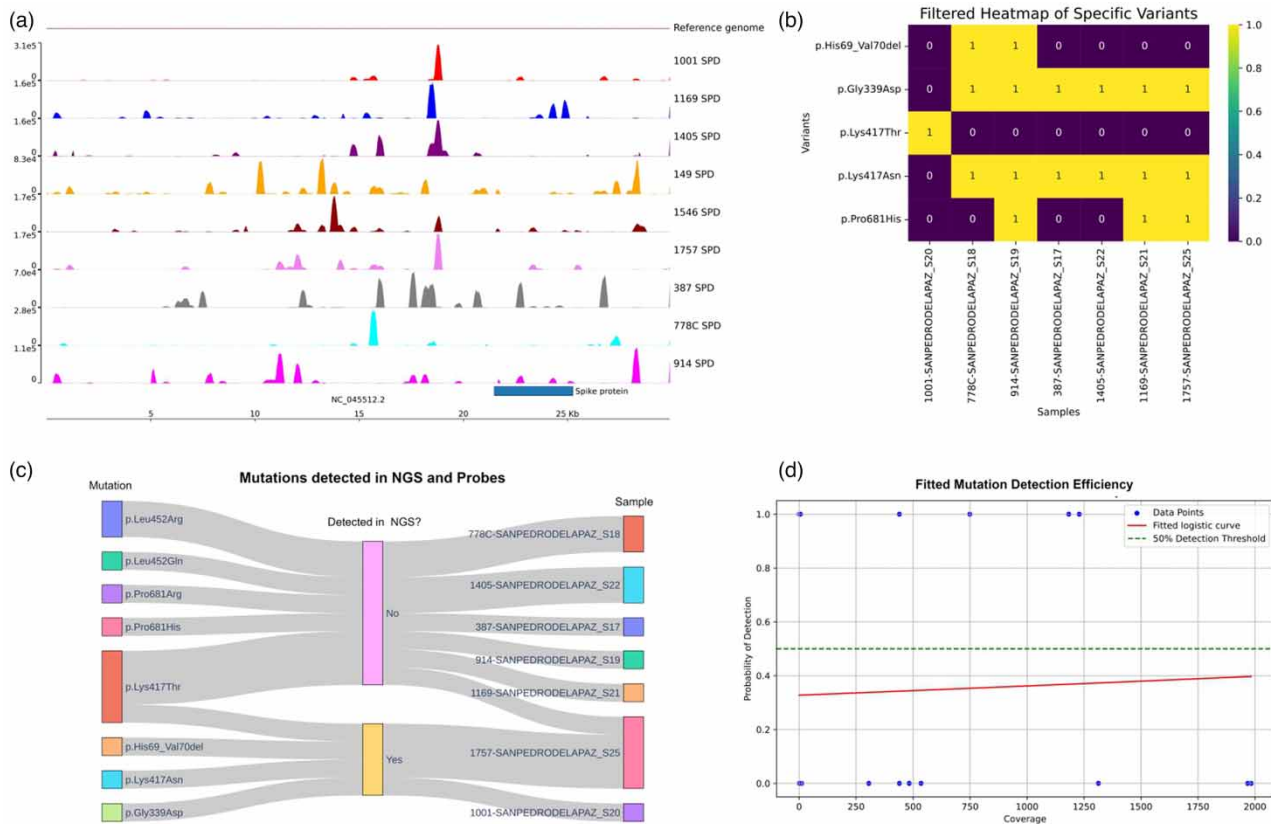 (a)
Reference genome
3.1e5
0
1001 SPD
1.6e5
0
1169 SPD
1.6e5
0
1405 SPD
8.3e4
0
149 SPD
1.7e5
0
1546 SPD
1.7e5
0
1757 SPD
7.0e4
0
387 SPD
2.8e5
0
778C SPD
1.1e5
0
914 SPD
Spike protein
NC_045512.2
5 10 15 20 25 Kb
(b)
Filtered Heatmap of Specific Variants
Variants
p.His69_Val70del 0 1 1 0 0 0 0
p.Gly339Asp 0 1 1 1 1 1 1
p.Lys417Thr 1 0 0 0 0 0 0
p.Lys417Asn 0 1 1 1 1 1 1
p.Pro681His 0 0 1 0 0 1 1
1.0
0.8
0.6
0.4
0.2
0.0
1001-SANPEDRODELAPAZ_S20
778C-SANPEDRODELAPAZ_S18
914-SANPEDRODELAPAZ_S19
387-SANPEDRODELAPAZ_S17
1405-SANPEDRODELAPAZ_S22
1169-SANPEDRODELAPAZ_S21
1757-SANPEDRODELAPAZ_S25
Samples
(c)
Mutations detected in NGS and Probes
Mutation
Detected in NGS?
Sample
p.Leu452Arg
p.Leu452Gln
p.Pro681Arg
p.Pro681His
p.Lys417Thr
p.His69_Val70del
p.Lys417Asn
p.Gly339Asp
No
Yes
778C-SANPEDRODELAPAZ_S18
1405-SANPEDRODELAPAZ_S22
387-SANPEDRODELAPAZ_S17
914-SANPEDRODELAPAZ_S19
1169-SANPEDRODELAPAZ_S21
1757-SANPEDRODELAPAZ_S25
1001-SANPEDRODELAPAZ_S20
(d)
Fitted Mutation Detection Efficiency
Data Points
Fitted logistic curve
50% Detection Threshold
Probability of Detection
1.0
0.8
0.6
0.4
0.2
0.0
0 250 500 750 1000 1250 1500 1750 2000
Coverage